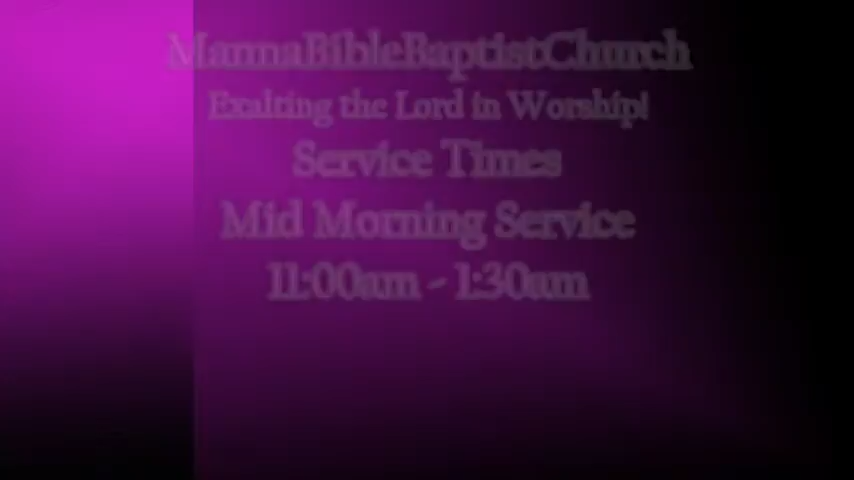 MannaBibleBaptistChurch
Exalting the Lord in Worship!
Service Times
Mid Morning Service
11:00am - 1:30am